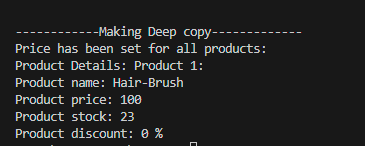 ------------Making Deep copy-------------
Price has been set for all products:
Product Details: Product 1:
Product name: Hair-Brush
Product price: 100
Product stock: 23
Product discount: 0 %